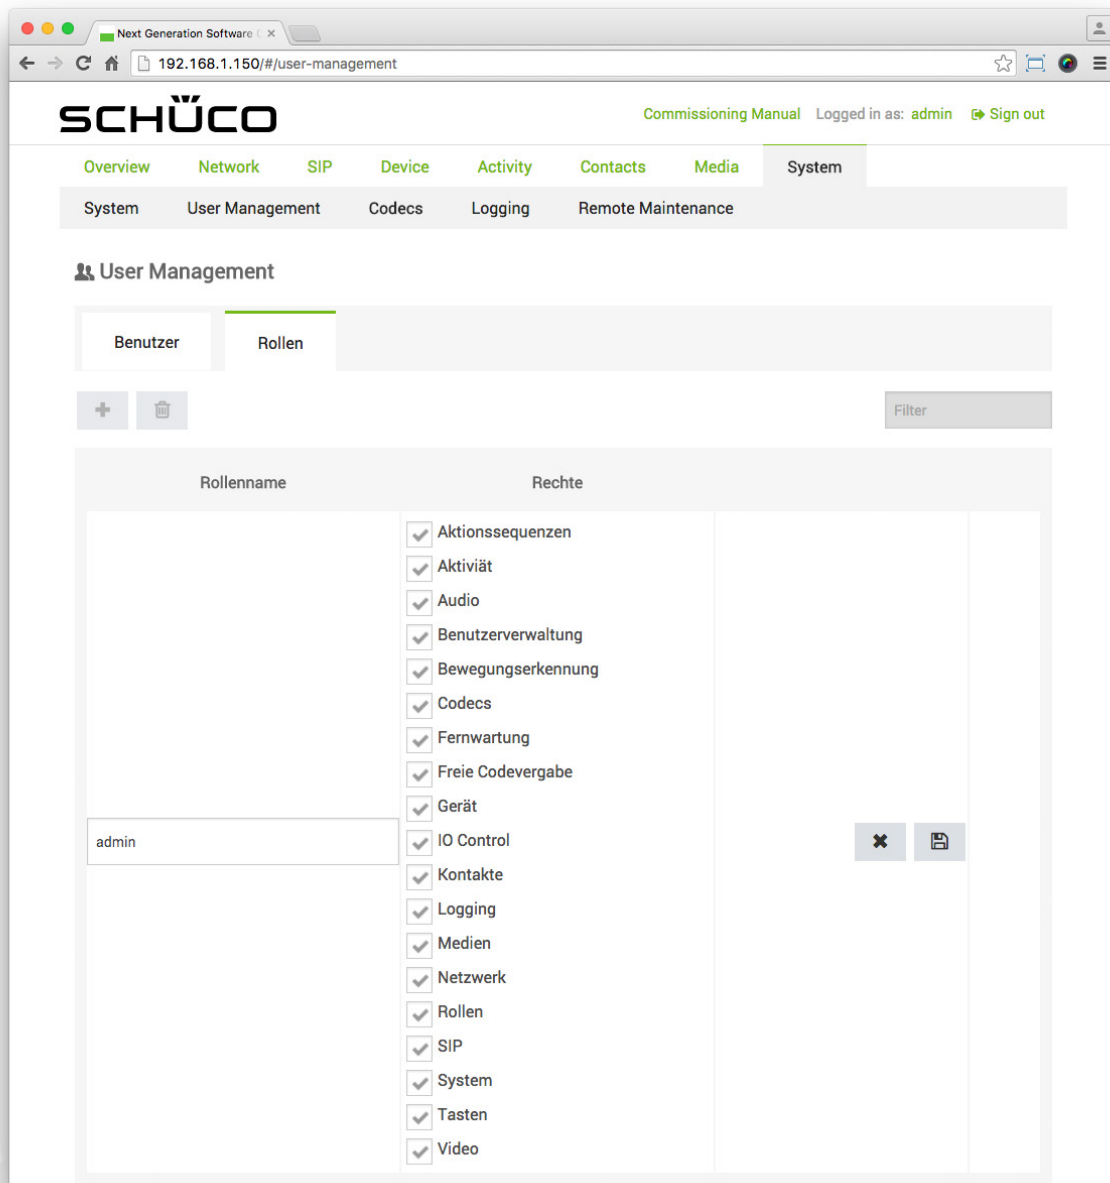 Next Generation Software
192.168.1.150/#/user-management
SCHÜCO
Commissioning Manual Logged in as: admin Sign out
Overview Network SIP Device Activity Contacts Media System
System User Management Codecs Logging Remote Maintenance
User Management
Benutzer Rollen
Filter
Rollenname Rechte
Aktionssequenzen
Aktiviät
Audio
Benutzerverwaltung
Bewegungserkennung
Codecs
Fernwartung
Freie Codevergabe
Gerät
admin
IO Control
Kontakte
Logging
Medien
Netzwerk
Rollen
SIP
System
Tasten
Video